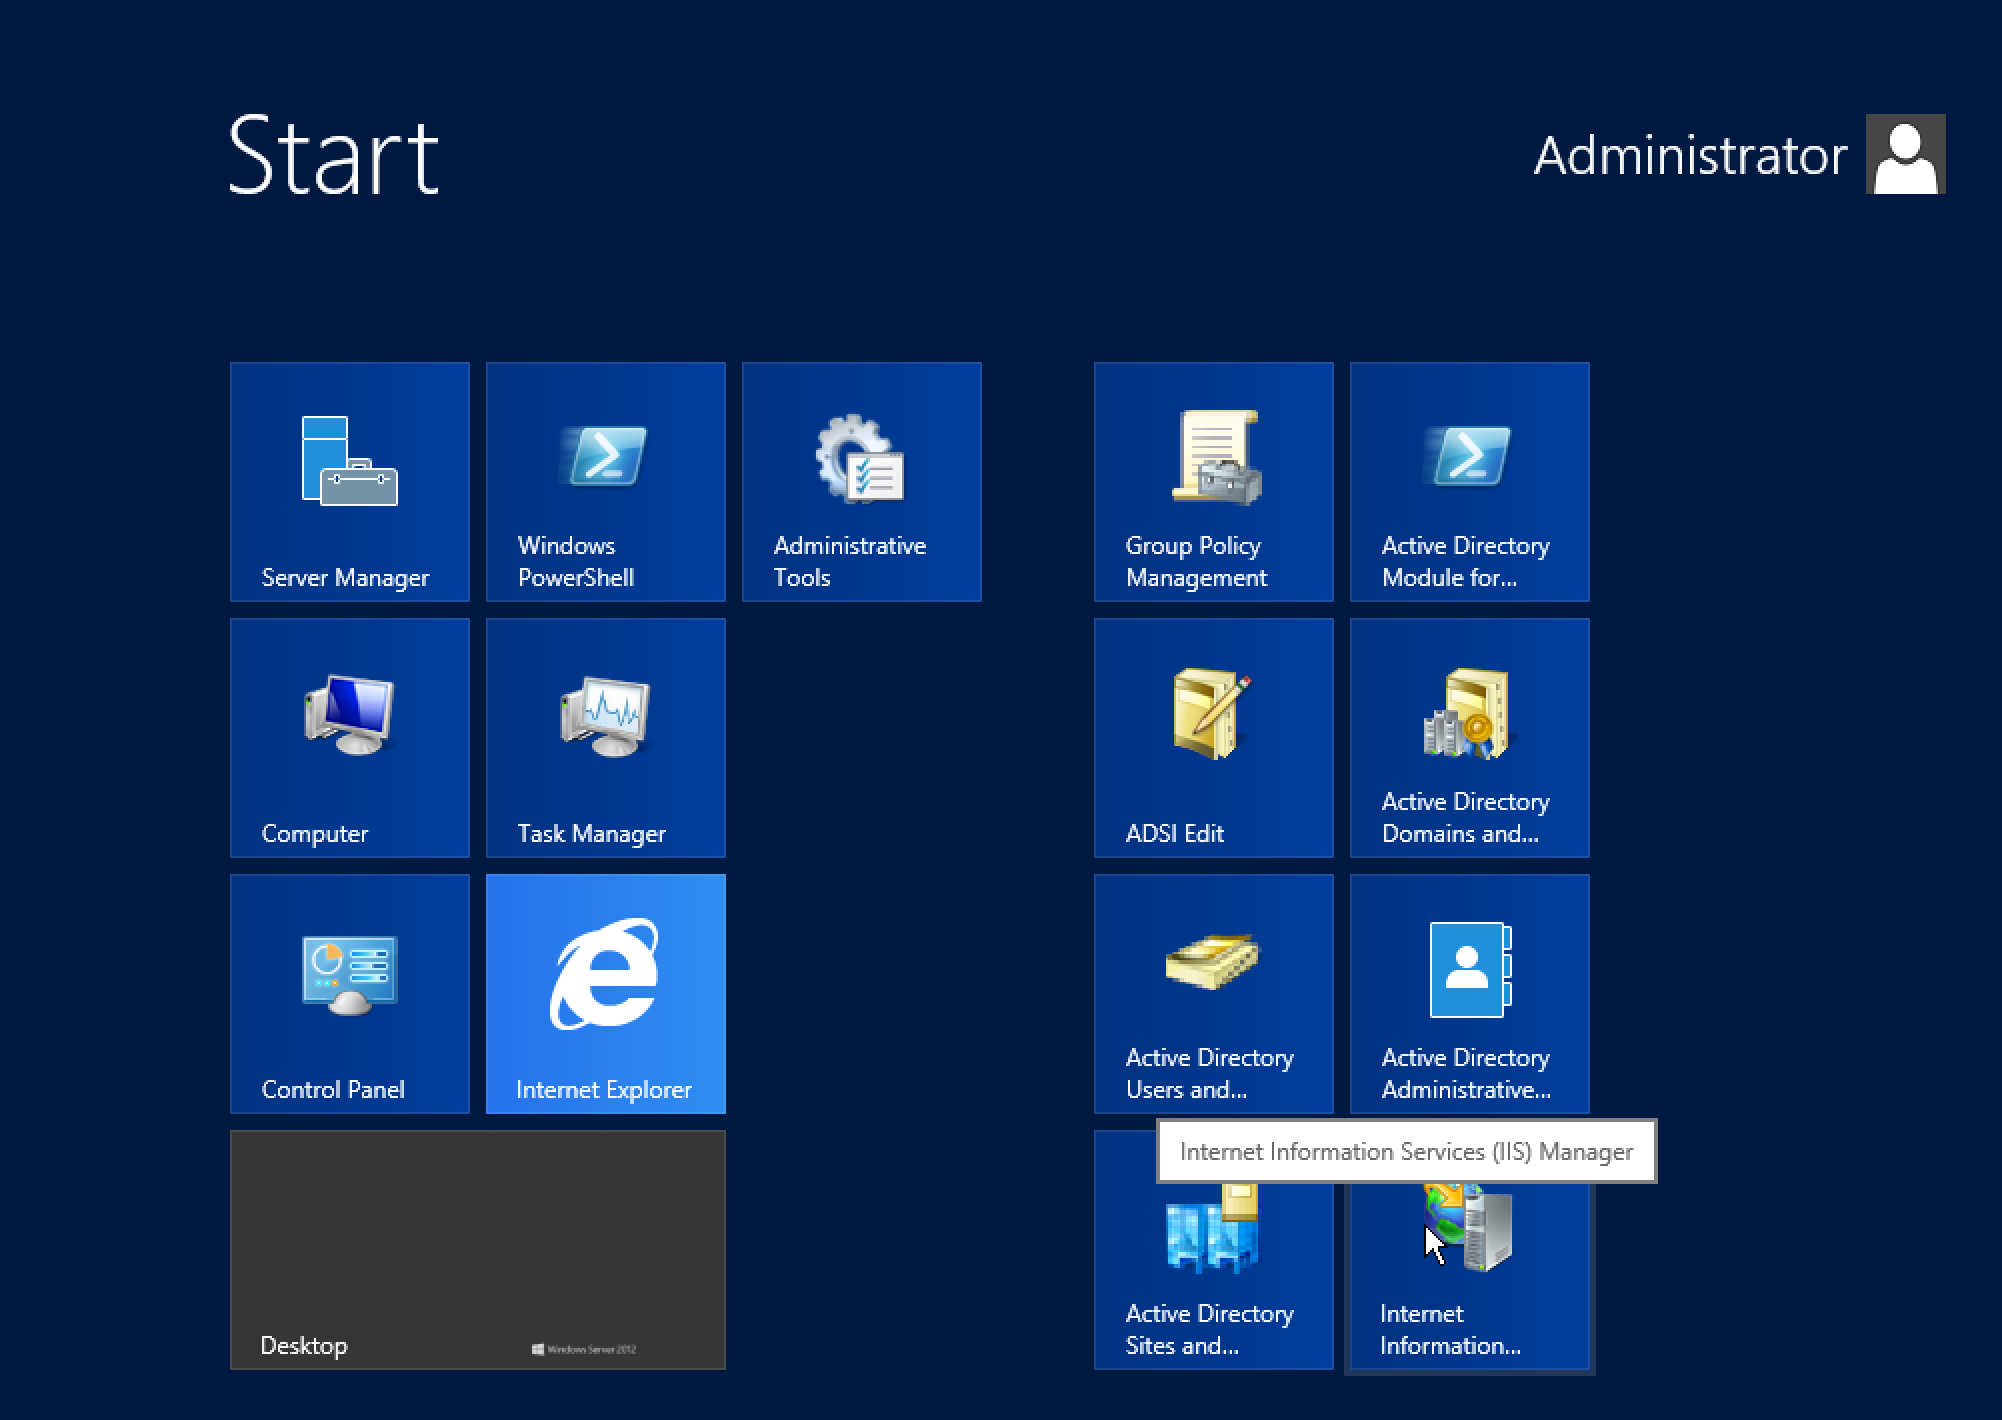 Start
Administrator
Server Manager
Windows
PowerShell
Administrative
Tools
Group Policy
Management
Active Directory
Module for...
Computer
Task Manager
ADSI Edit
Active Directory
Domains and...
Control Panel
Internet Explorer
Active Directory
Users and...
Active Directory
Administrative...
Internet Information Services (IIS) Manager
Desktop
Windows Server 2012
Active Directory
Sites and...
Internet
Information...